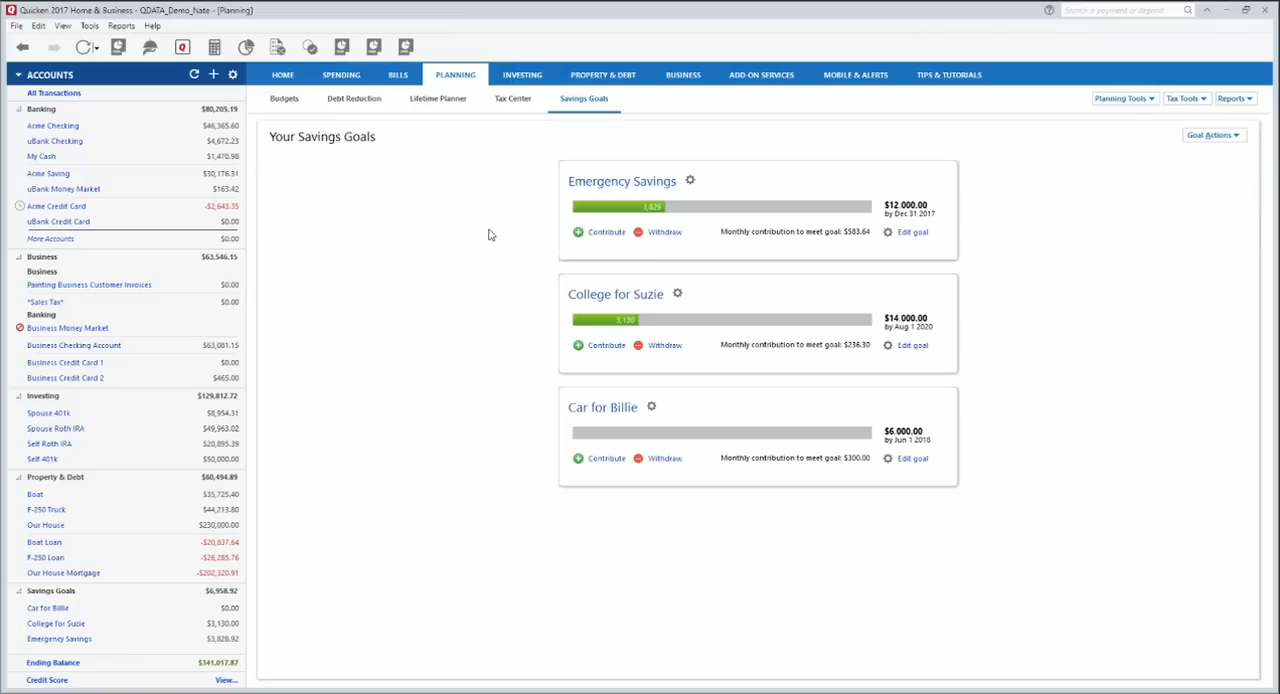 Quicken 2017 Home & Business - QDATA_Demo_Nate - [Planning]
Search a payment or deposit
File Edit View Tools Reports Help
ACCOUNTS
HOME SPENDING BILLS PLANNING INVESTING PROPERTY & DEBT BUSINESS ADD-ON SERVICES MOBILE & ALERTS TIPS & TUTORIALS
Budgets Debt Reduction Lifetime Planner Tax Center Savings Goals
Planning Tools Tax Tools Reports
All Transactions
Banking $80,205.19
Acme Checking $46,365.60
uBank Checking $4,672.23
My Cash $1,470.98
Acme Saving $30,176.31
uBank Money Market $163.42
Acme Credit Card -$2,643.35
uBank Credit Card $0.00
More Accounts $0.00
Business $63,546.15
Business
Painting Business Customer Invoices $0.00
*Sales Tax* $0.00
Banking
Business Money Market
Business Checking Account $63,081.15
Business Credit Card 1 $0.00
Business Credit Card 2 $465.00
Investing $129,812.72
Spouse 401k $8,954.31
Spouse Roth IRA $49,963.02
Self Roth IRA $20,895.39
Self 401k $50,000.00
Property & Debt $60,494.89
Boat $35,725.40
F-250 Truck $44,213.80
Our House $230,000.00
Boat Loan -$20,837.64
F-250 Loan -$26,285.76
Our House Mortgage -$202,320.91
Savings Goals $6,958.92
Car for Billie $0.00
College for Suzie $3,130.00
Emergency Savings $3,828.92
Ending Balance $341,017.87
Credit Score View...
Your Savings Goals
Goal Actions
Emergency Savings
3,829
$12,000.00
by Dec 31 2017
Contribute Withdraw Monthly contribution to meet goal: $583.64 Edit goal
College for Suzie
3,130
$14,000.00
by Aug 1 2020
Contribute Withdraw Monthly contribution to meet goal: $236.30 Edit goal
Car for Billie
$6,000.00
by Jun 1 2018
Contribute Withdraw Monthly contribution to meet goal: $300.00 Edit goal